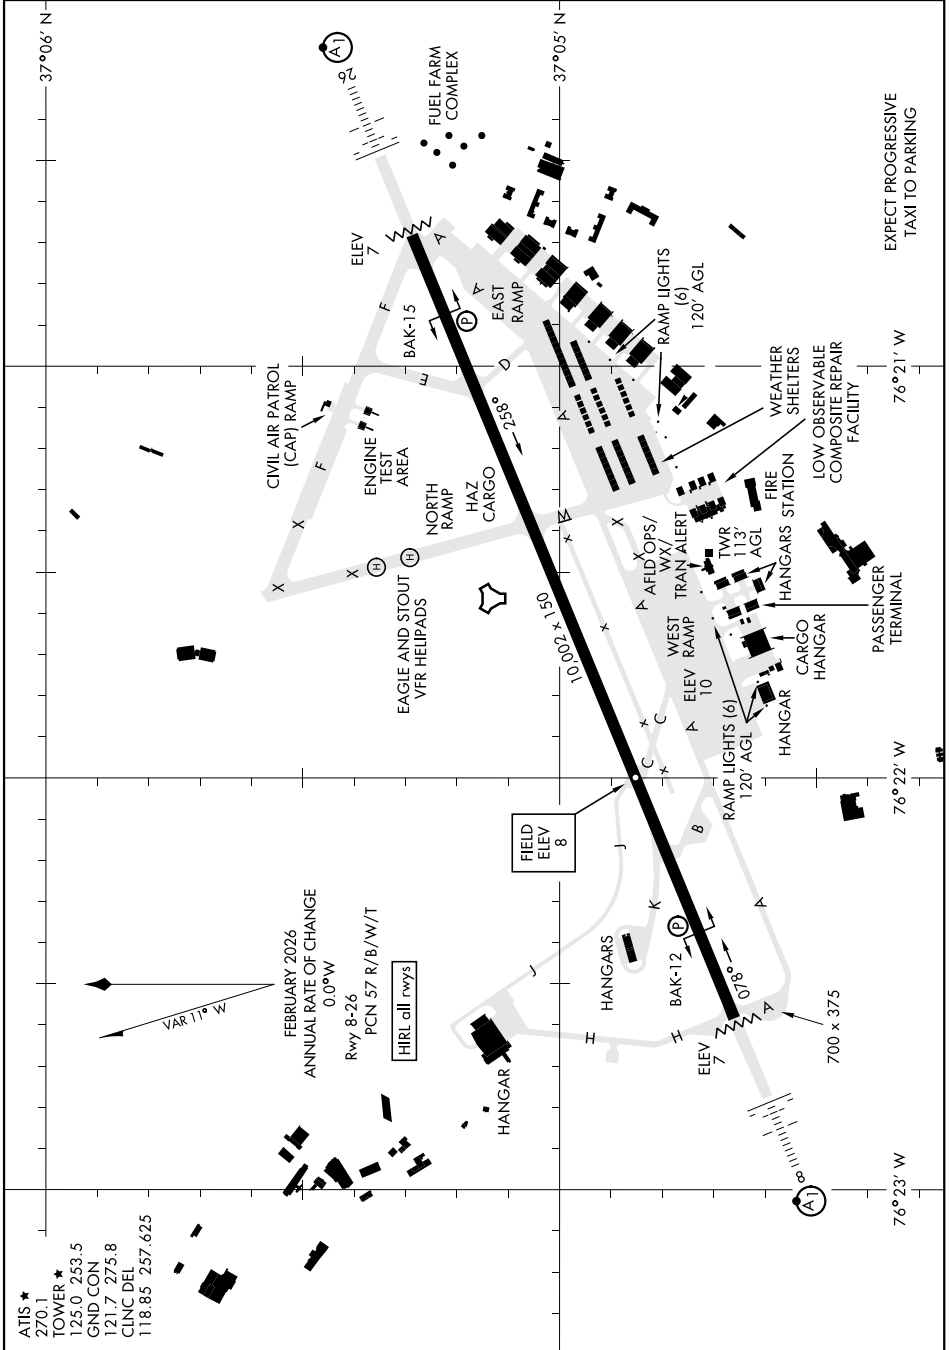 ATIS ★
270.1
TOWER ★
125.0 253.5
GND CON
121.7 275.8
CLNC DEL
118.85 257.625
VAR 11° W
FEBRUARY 2026
ANNUAL RATE OF CHANGE
0.0° W
Rwy 8-26
PCN 57 R/B/W/T
HIRL all rwys
HANGAR
HANGARS
J
H
H
K
J
P
BAK-12
ELEV
7
078°
A
700 x 375
8
A1
A
B
FIELD
ELEV
8
C
C
A
10,002 x 150
EAGLE AND STOUT
VFR HELIPADS
H
H
X
X
X
NORTH
RAMP
HAZ
CARGO
CIVIL AIR PATROL
(CAP) RAMP
ENGINE
TEST
AREA
F
F
E
D
258°
BAK-15
P
ELEV
7
A
A
EAST
RAMP
26
A1
FUEL FARM
COMPLEX
RAMP LIGHTS
(6)
120' AGL
A
WEATHER
SHELTERS
LOW OBSERVABLE
COMPOSITE REPAIR
FACILITY
FIRE
STATION
X
X
AFLD OPS/
WX/
TRAN ALERT
TWR
113'
AGL
HANGARS
PASSENGER
TERMINAL
CARGO
HANGAR
HANGAR
A
WEST
RAMP
ELEV
10
RAMP LIGHTS (6)
120' AGL
EXPECT PROGRESSIVE
TAXI TO PARKING
37°06' N
37°05' N
76°21' W
76°22' W
76°23' W